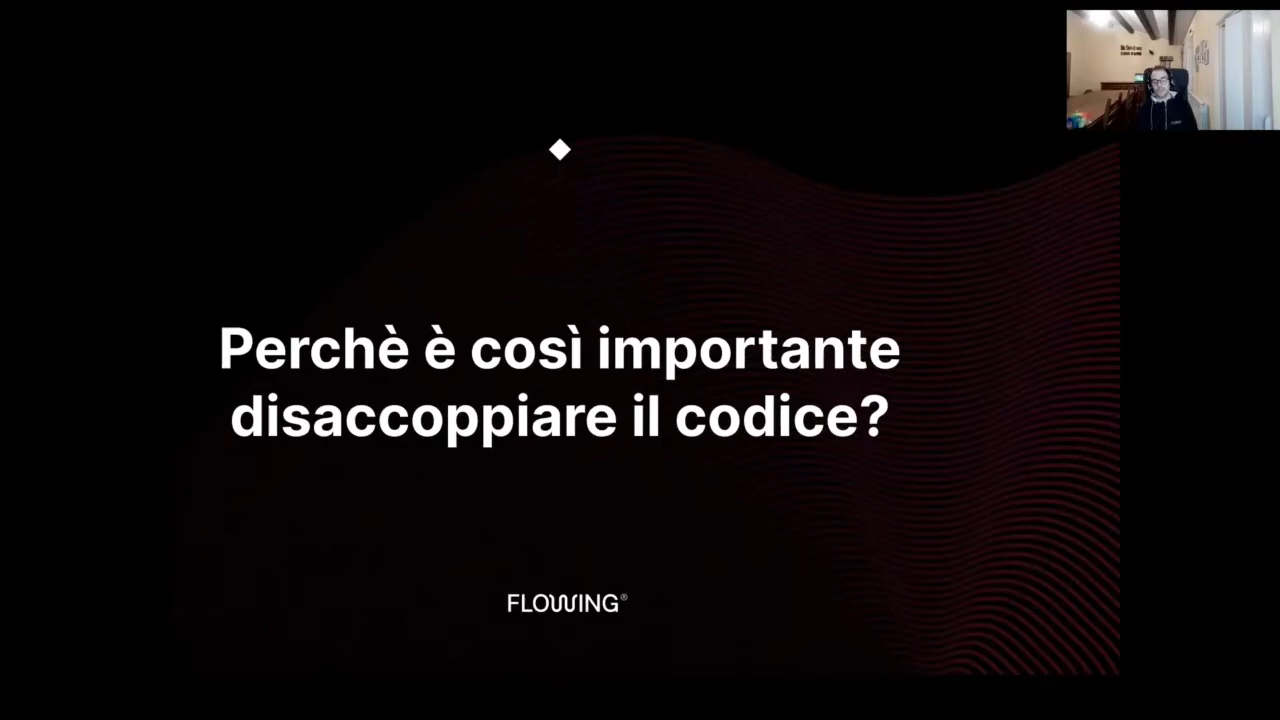 Perchè è così importante
disaccoppiare il codice?
FLOWING®